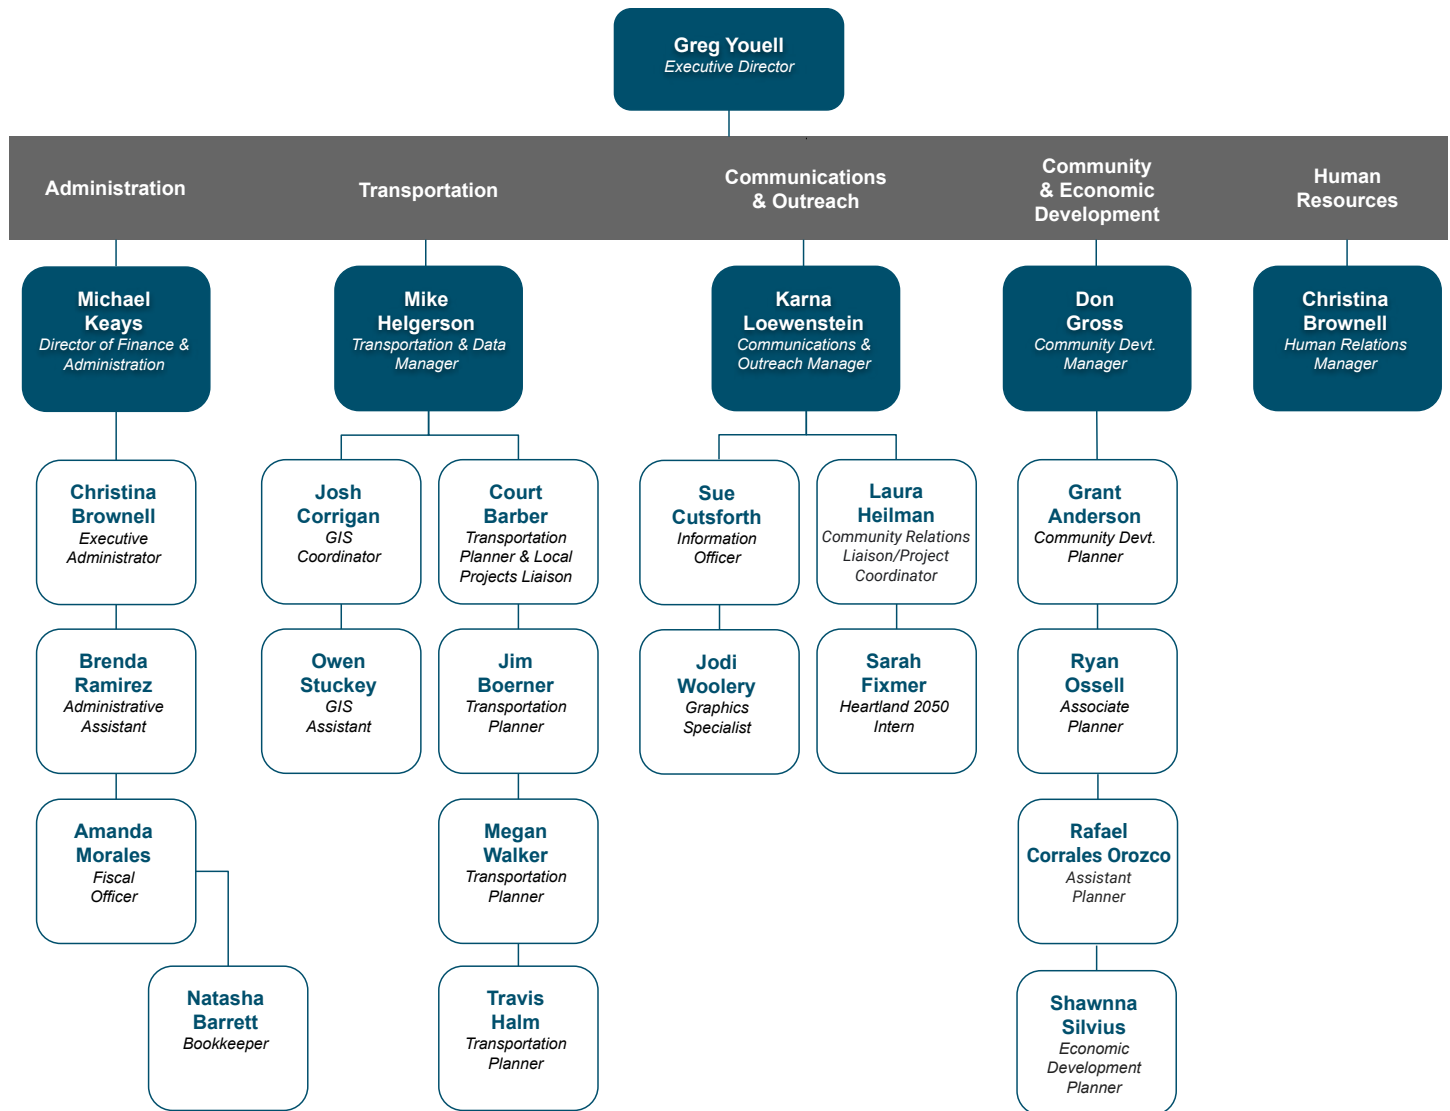 Greg Youell
Executive Director
Administration
Transportation
Communications
& Outreach
Community
& Economic
Development
Human
Resources
Michael
Keays
Director of Finance &
Administration
Mike
Helgerson
Transportation & Data
Manager
Karna
Loewenstein
Communications &
Outreach Manager
Don
Gross
Community Devt.
Manager
Christina
Brownell
Human Relations
Manager
Christina
Brownell
Executive
Administrator
Josh
Corrigan
GIS
Coordinator
Court
Barber
Transportation
Planner & Local
Projects Liaison
Sue
Cutsforth
Information
Officer
Laura
Heilman
Community Relations
Liaison/Project
Coordinator
Grant
Anderson
Community Devt.
Planner
Brenda
Ramirez
Administrative
Assistant
Owen
Stuckey
GIS
Assistant
Jim
Boerner
Transportation
Planner
Jodi
Woolery
Graphics
Specialist
Sarah
Fixmer
Heartland 2050
Intern
Ryan
Ossell
Associate
Planner
Amanda
Morales
Fiscal
Officer
Megan
Walker
Transportation
Planner
Rafael
Corrales Orozco
Assistant
Planner
Natasha
Barrett
Bookkeeper
Travis
Halm
Transportation
Planner
Shawnna
Silvius
Economic
Development
Planner